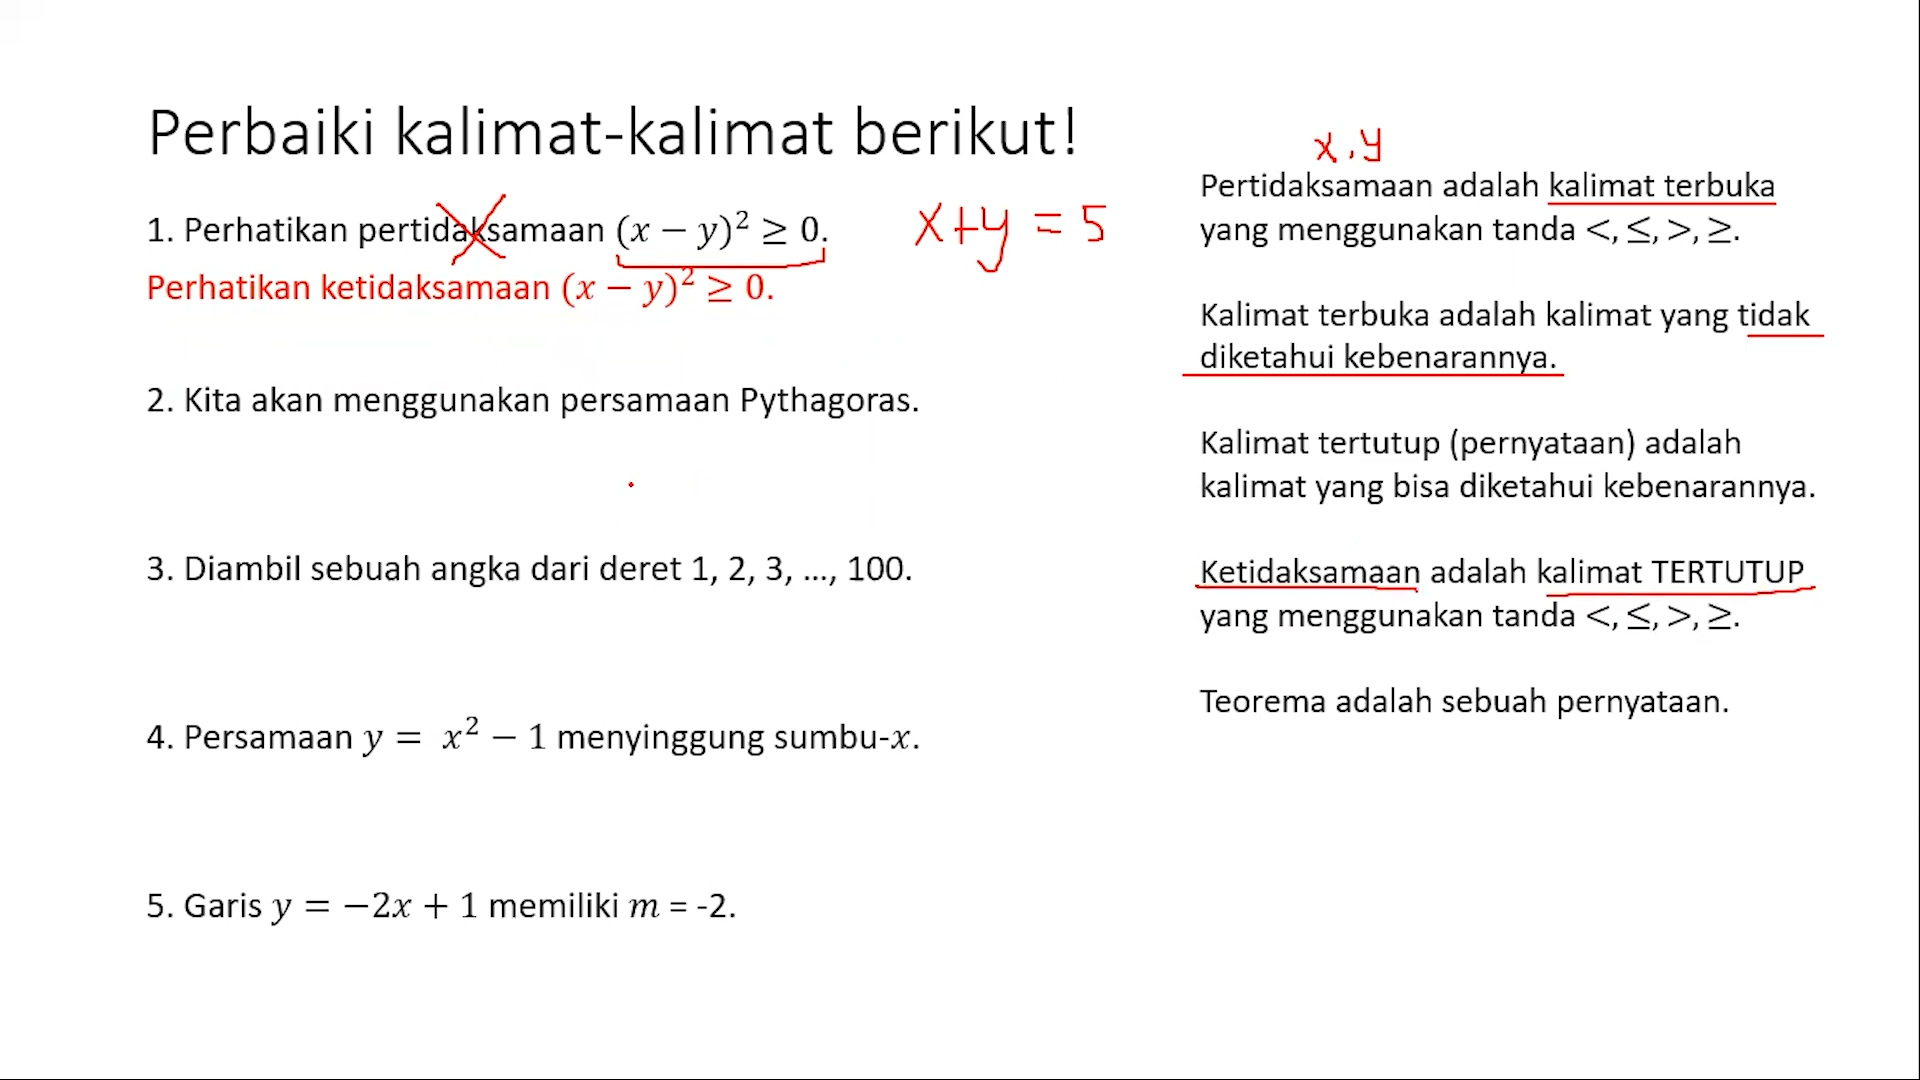 Perbaiki kalimat-kalimat berikut!
1. Perhatikan pertidaksamaan (x − y)² ≥ 0.
x+y = 5
Perhatikan ketidaksamaan (x − y)² ≥ 0.
2. Kita akan menggunakan persamaan Pythagoras.
3. Diambil sebuah angka dari deret 1, 2, 3, ..., 100.
4. Persamaan y = x² − 1 menyinggung sumbu-x.
5. Garis y = −2x + 1 memiliki m = -2.
x, y
Pertidaksamaan adalah kalimat terbuka
yang menggunakan tanda <, ≤, >, ≥.
Kalimat terbuka adalah kalimat yang tidak
diketahui kebenarannya.
Kalimat tertutup (pernyataan) adalah
kalimat yang bisa diketahui kebenarannya.
Ketidaksamaan adalah kalimat TERTUTUP
yang menggunakan tanda <, ≤, >, ≥.
Teorema adalah sebuah pernyataan.